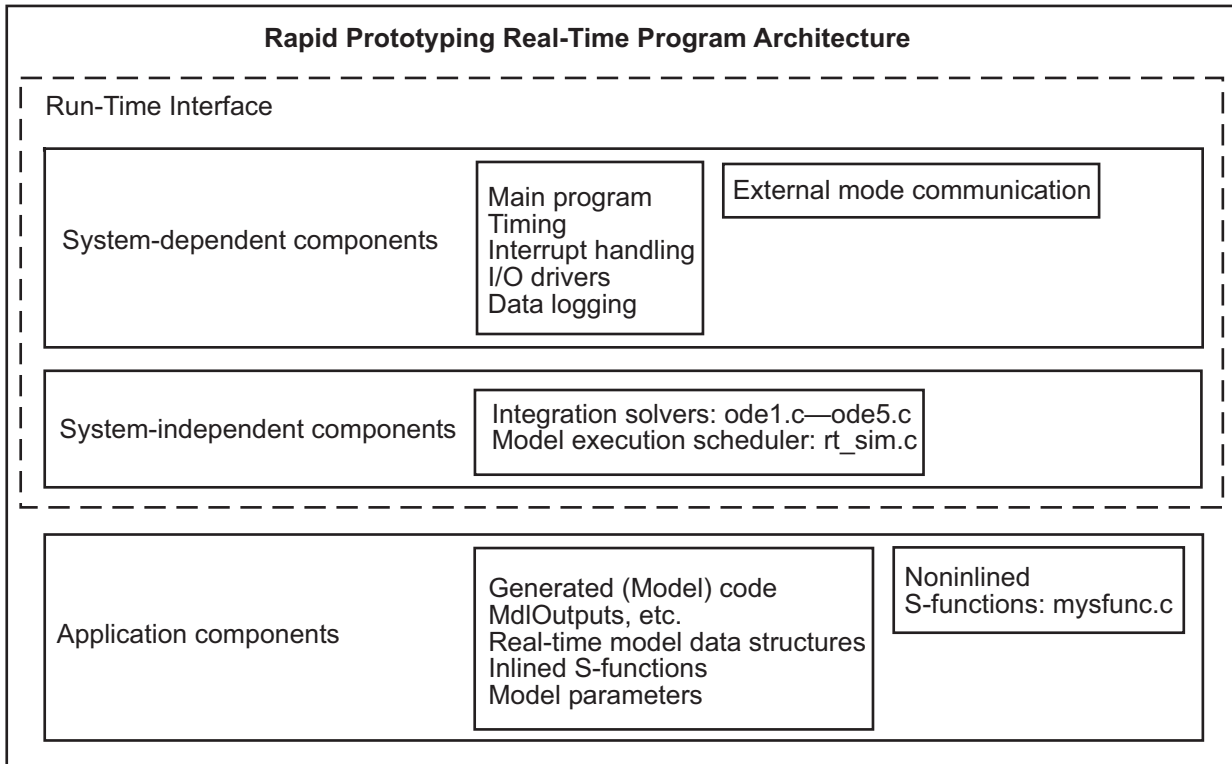 Rapid Prototyping Real-Time Program Architecture
Run-Time Interface
System-dependent components
Main program
Timing
Interrupt handling
I/O drivers
Data logging
External mode communication
System-independent components
Integration solvers: ode1.c—ode5.c
Model execution scheduler: rt_sim.c
Application components
Generated (Model) code
MdlOutputs, etc.
Real-time model data structures
Inlined S-functions
Model parameters
Noninlined
S-functions: mysfunc.c